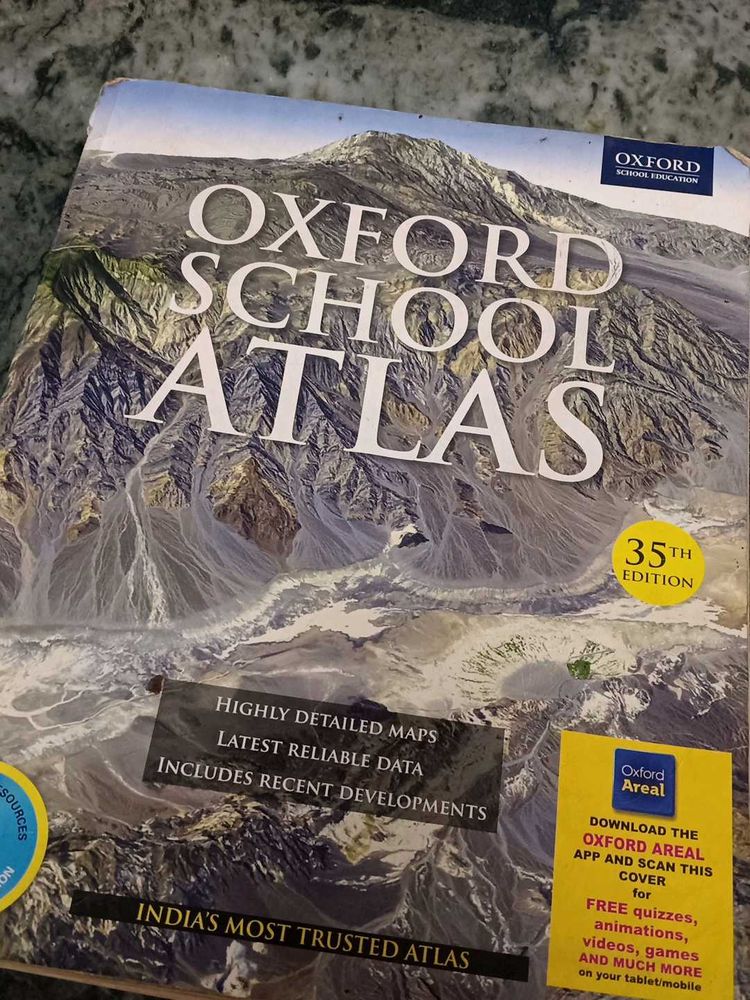 OXFORD
SCHOOL EDUCATION
OXFORD
SCHOOL
ATLAS
35TH
EDITION
HIGHLY DETAILED MAPS
LATEST RELIABLE DATA
INCLUDES RECENT DEVELOPMENTS
Oxford
Areal
DOWNLOAD THE
OXFORD AREAL
APP AND SCAN THIS
COVER
for
FREE quizzes,
animations,
videos, games
AND MUCH MORE
on your tablet/mobile
INDIA'S MOST TRUSTED ATLAS